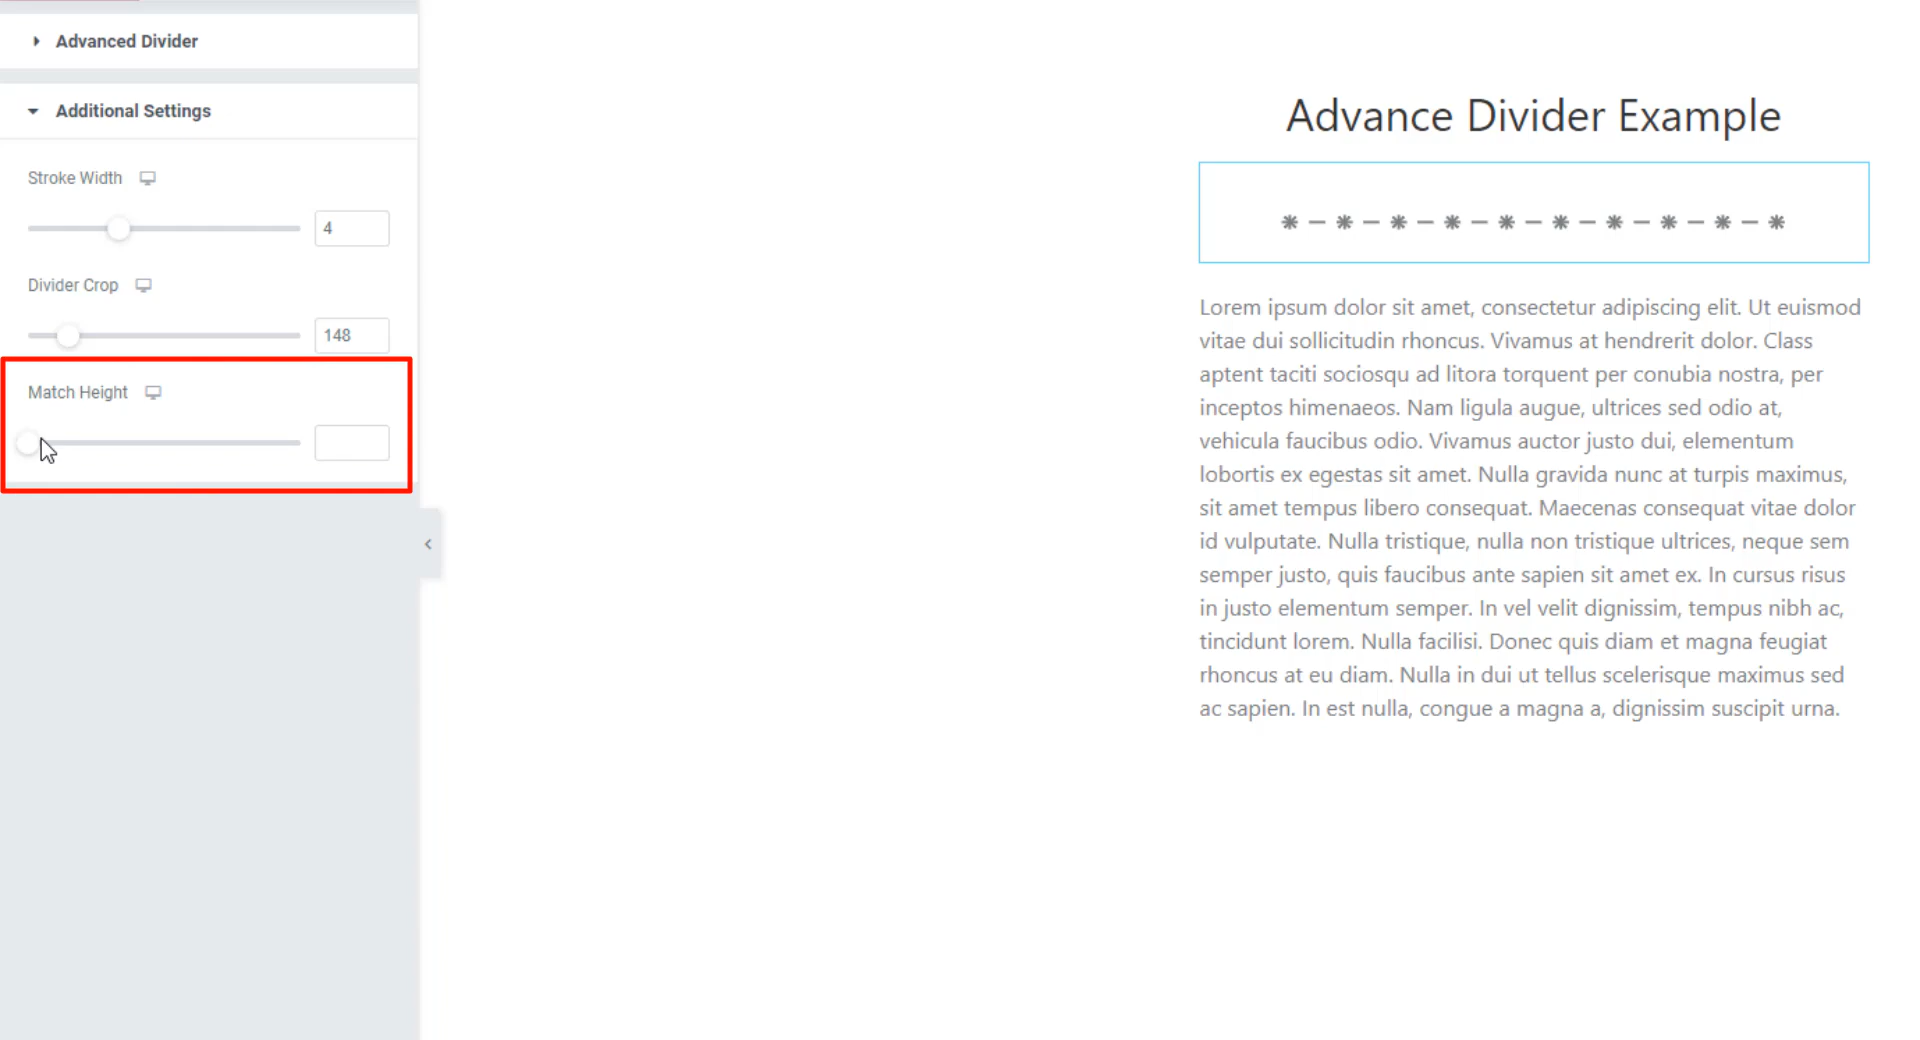 Advanced Divider
Additional Settings
Stroke Width
4
Divider Crop
148
Match Height
Advance Divider Example
Lorem ipsum dolor sit amet, consectetur adipiscing elit. Ut euismod
vitae dui sollicitudin rhoncus. Vivamus at hendrerit dolor. Class
aptent taciti sociosqu ad litora torquent per conubia nostra, per
inceptos himenaeos. Nam ligula augue, ultrices sed odio at,
vehicula faucibus odio. Vivamus auctor justo dui, elementum
lobortis ex egestas sit amet. Nulla gravida nunc at turpis maximus,
sit amet tempus libero consequat. Maecenas consequat vitae dolor
id vulputate. Nulla tristique, nulla non tristique ultrices, neque sem
semper justo, quis faucibus ante sapien sit amet ex. In cursus risus
in justo elementum semper. In vel velit dignissim, tempus nibh ac,
tincidunt lorem. Nulla facilisi. Donec quis diam et magna feugiat
rhoncus at eu diam. Nulla in dui ut tellus scelerisque maximus sed
ac sapien. In est nulla, congue a magna a, dignissim suscipit urna.